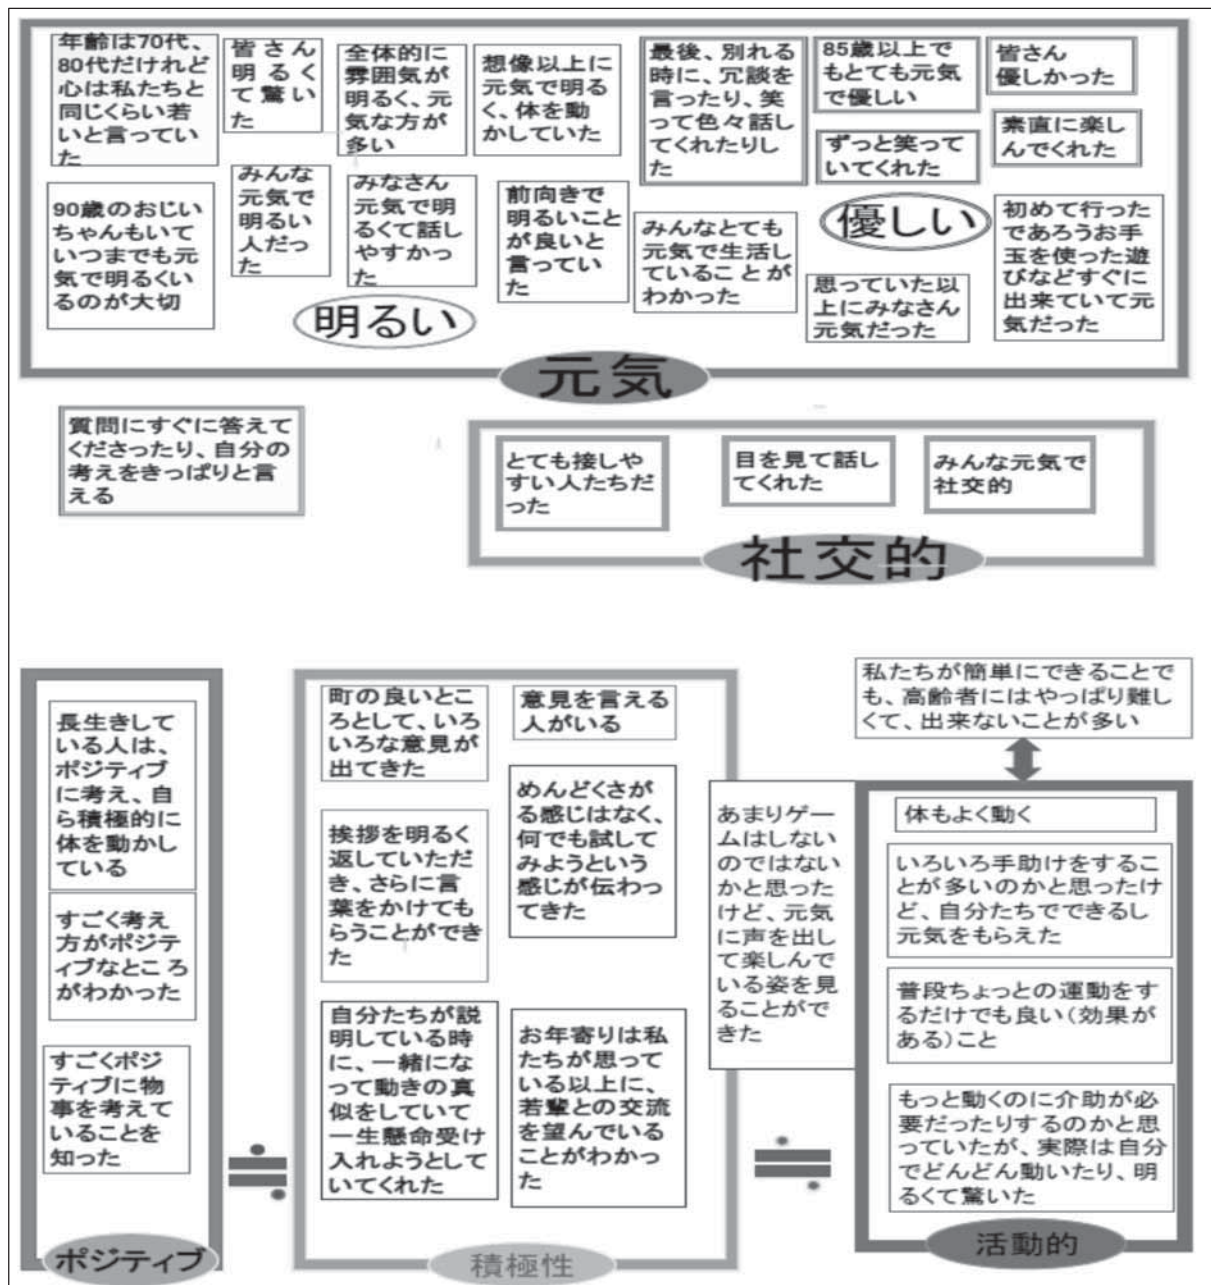 年齢は70代、
80代だけれど
心は私たちと
同じくらい若
いと言ってい
た
皆さん
明るく
て驚い
た
全体的に
雰囲気が
明るく、元
気な方が
多い
想像以上に
元気で明る
く、体を動
かしていた
最後、別れる
時に、冗談を
言ったり、笑
って色々話し
てくれたりし
た
85歳以上で
もとても元気
で優しい
皆さん
優しかった
ずっと笑って
いてくれた
素直に楽し
んでくれた
90歳のおじい
ちゃんもいて
いつまでも元
気で明るくい
るのが大切
みんな
元気で
明るい
人だっ
た
みなさん
元気で明
るくて話し
やすかっ
た
前向きで
明るいこと
が良いと
言ってい
た
みんなとても
元気で生活し
ていることが
わかった
優しい
思っていた以
上にみなさん
元気だった
初めて行った
であろうお手
玉を使った遊
びなどすぐに
出来ていて元
気だった
明るい
元気
質問にすぐに答えて
くださったり、自分の
考えをきっぱりと言
える
とても接しや
すい人たちだ
った
目を見て話し
てくれた
みんな元気で
社交的
社交的
長生きして
いる人は、
ポジティブ
に考え、自
ら積極的に
体を動かし
ている
すごく考え
方がポジテ
ィブなところ
がわかった
すごくポジ
ティブに物
事を考えて
いることを
知った
ポジティブ
≒
町の良いとこ
ろとして、いろ
いろな意見が
出てきた
意見を言える
人がいる
挨拶を明るく
返していただ
き、さらに言
葉をかけても
らうことができ
た
めんどくさが
る感じはなく、
何でも試して
みようという
感じが伝わっ
てきた
自分たちが説
明している時
に、一緒にな
って動きの真
似をしていて
一生懸命受け
入れようとして
いてくれた
お年寄りは私
たちが思って
いる以上に、
若輩との交流
を望んでいる
ことがわかっ
た
積極性
あまりゲー
ムはしない
のではない
かと思った
けど、元気
に声を出し
て楽しんで
いる姿を見
ることがで
きた
≒
私たちが簡単にできることで
も、高齢者にはやっぱり難し
くて、出来ないことが多い
体もよく動く
いろいろ手助けをするこ
とが多いのかと思ったけ
ど、自分たちでできるし
元気をもらえた
普段ちょっとの運動をす
るだけでも良い(効果が
ある)こと
もっと動くのに介助が必
要だったりするのかと思
っていたが、実際は自分
でどんどん動いたり、明
るくて驚いた
活動的